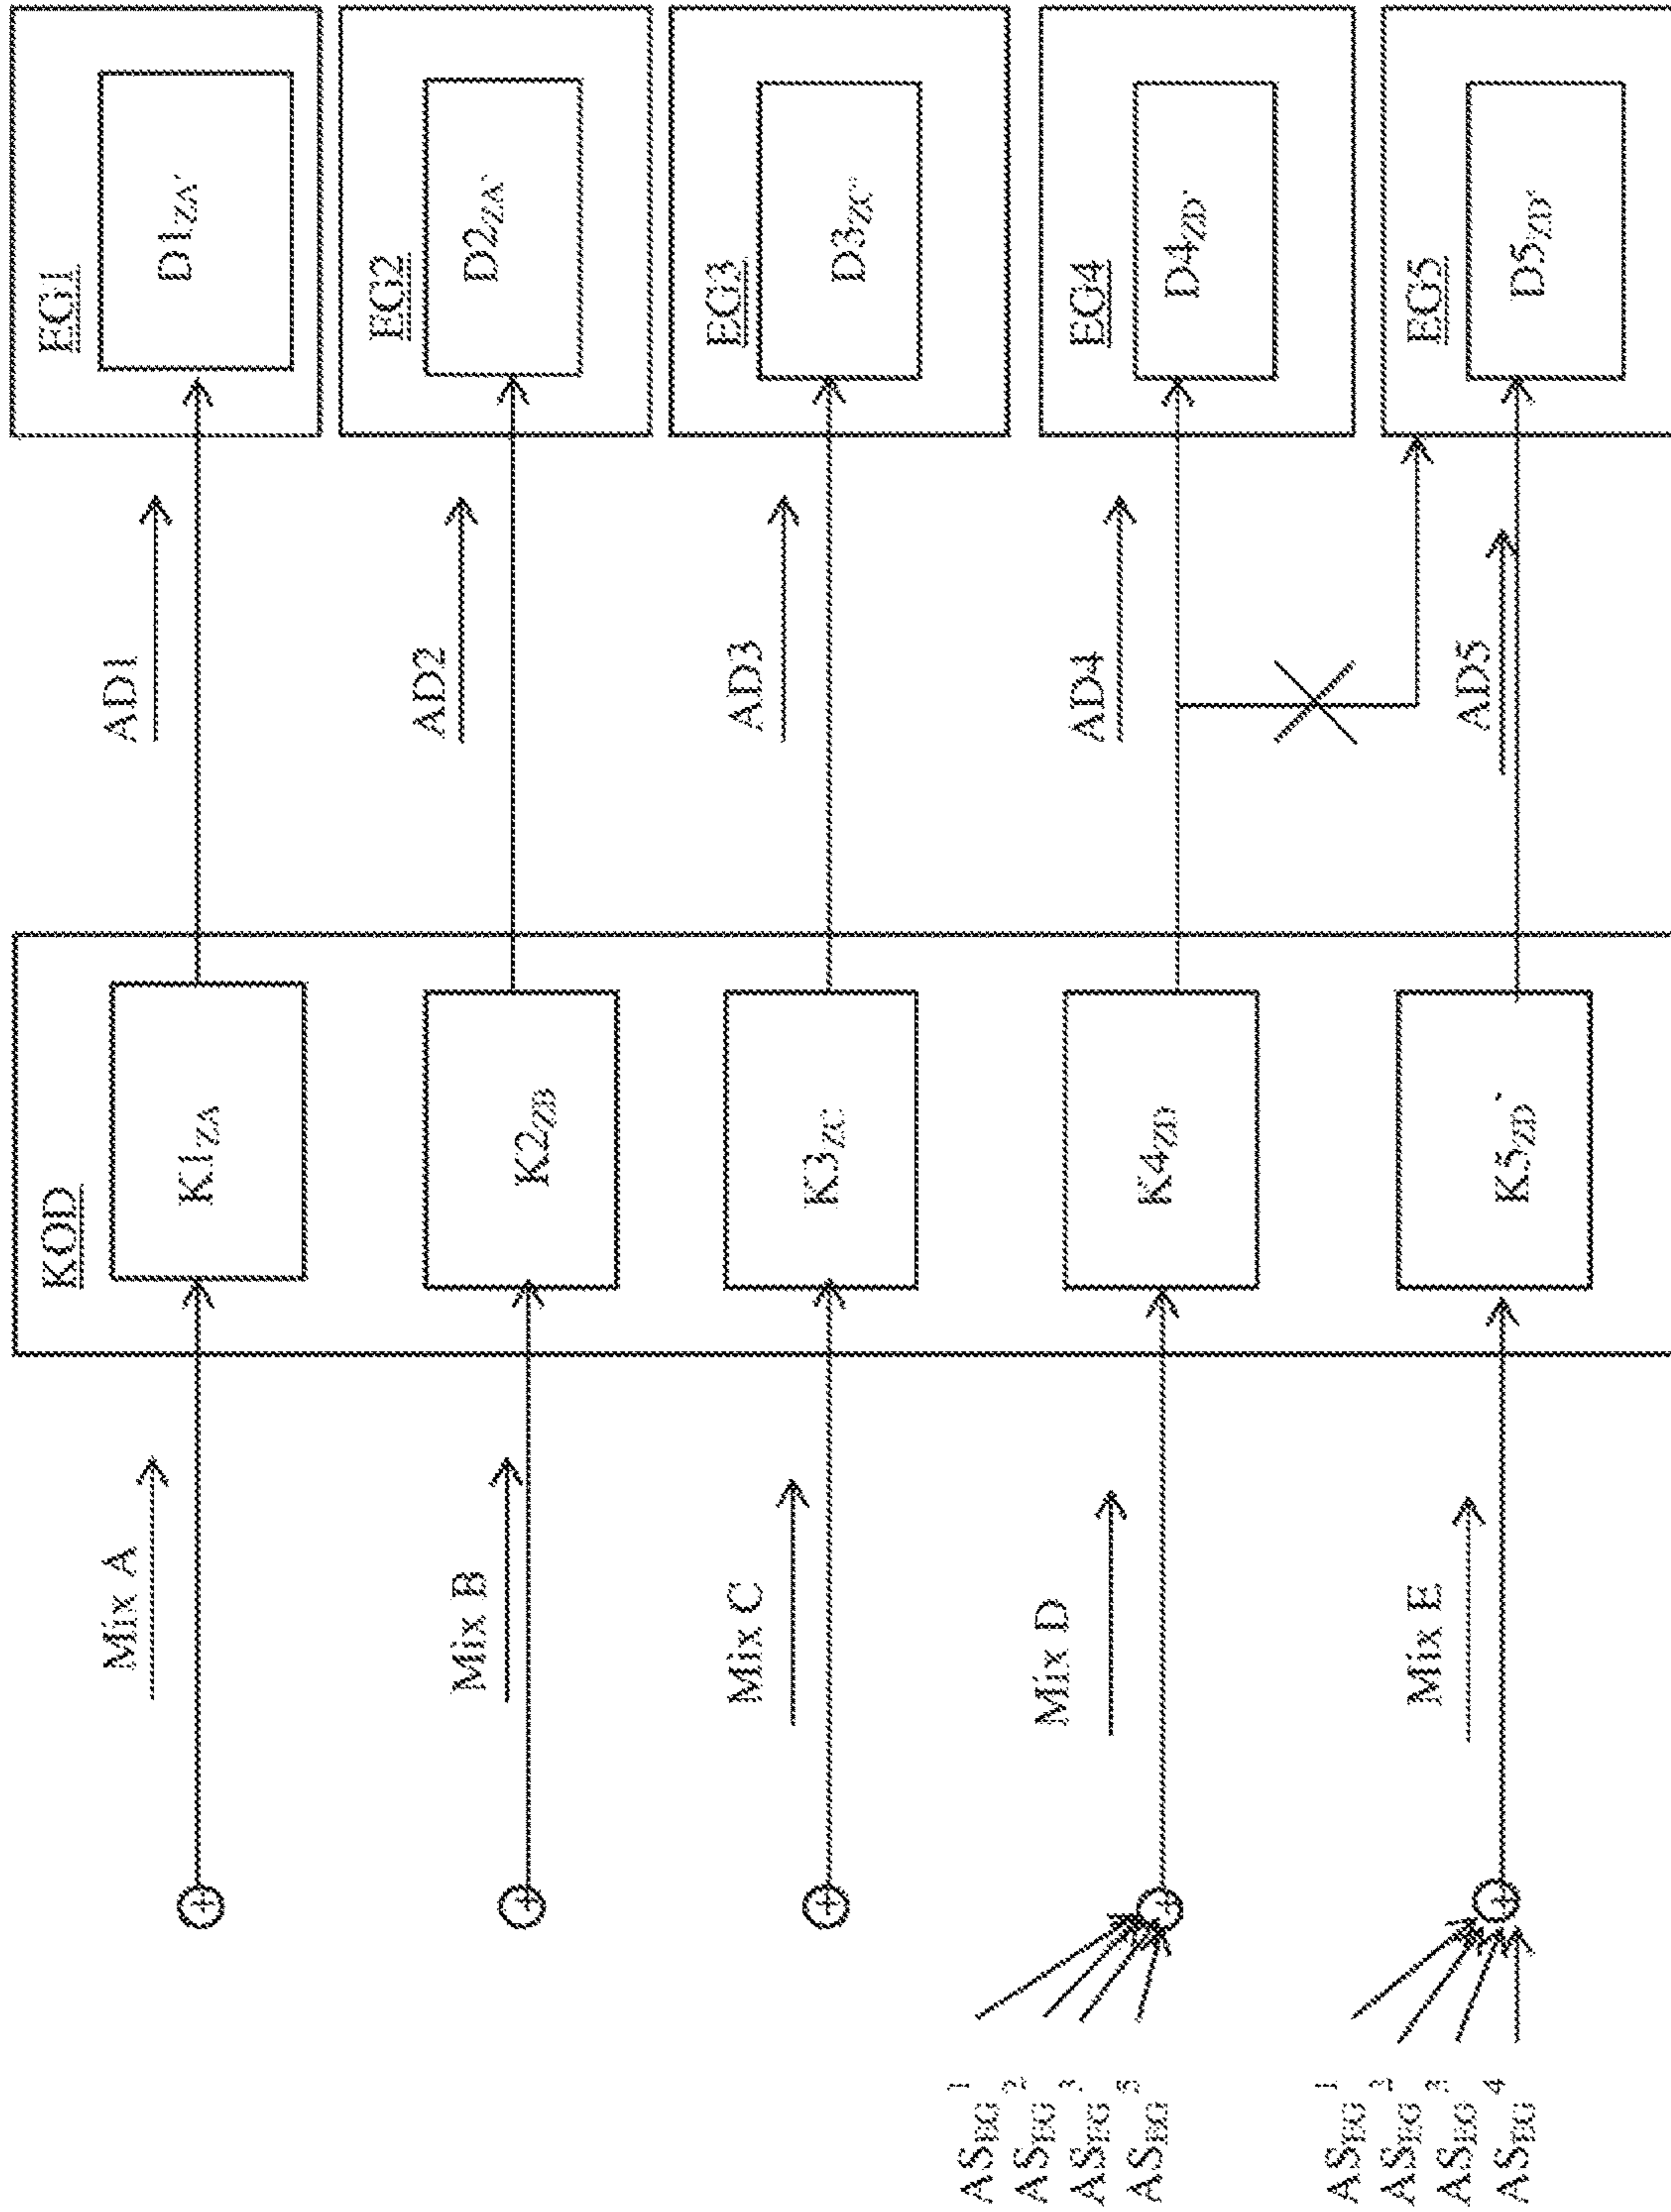 EG1
D1ZA'
AD1
KOD
K1ZA
Mix A
EG2
D2ZA'
AD2
K2ZB
Mix B
EG3
AD3
K3ZC
Mix C
EG4
D4ZD'
AD4
K4ZD
Mix D
ASEG 1
ASEG 2
ASEG 3
ASEG 5
EG5
D5ZD'
AD5
K5ZD'
Mix E
ASEG 1
ASEG 2
ASEG 3
ASEG 4